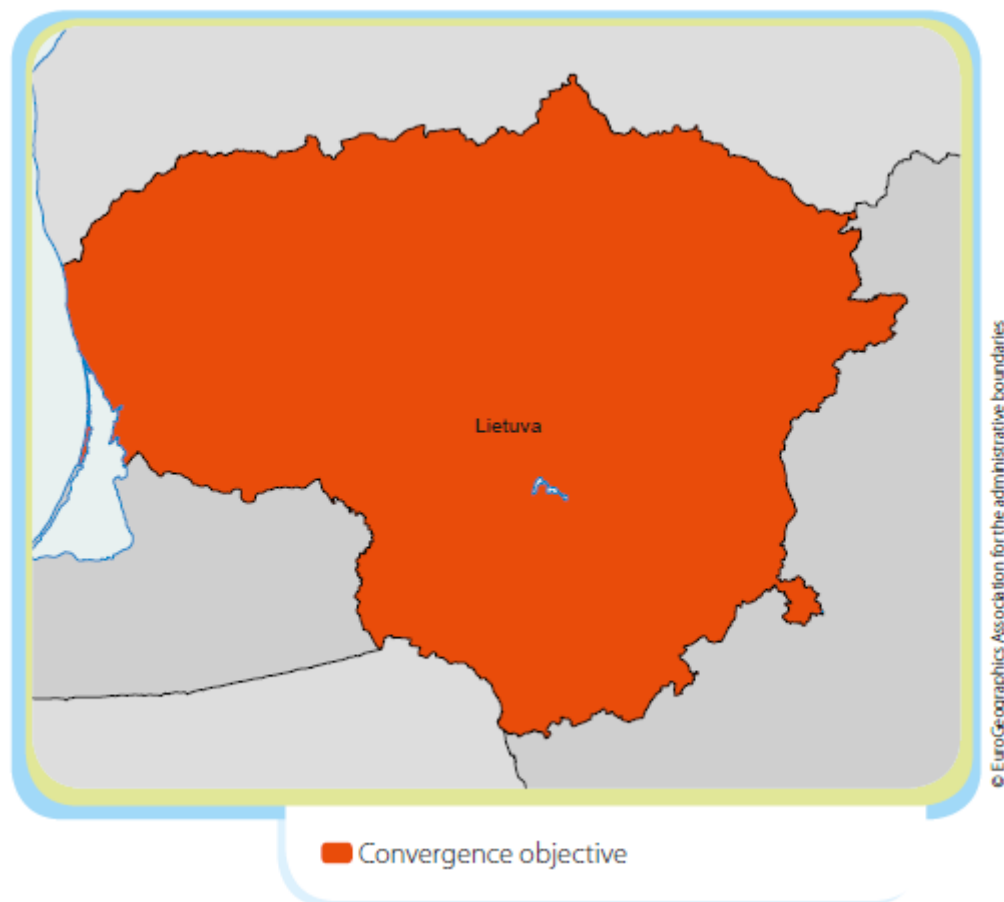 Lietuva
© EuroGeographics Association for the administrative boundaries
Convergence objective